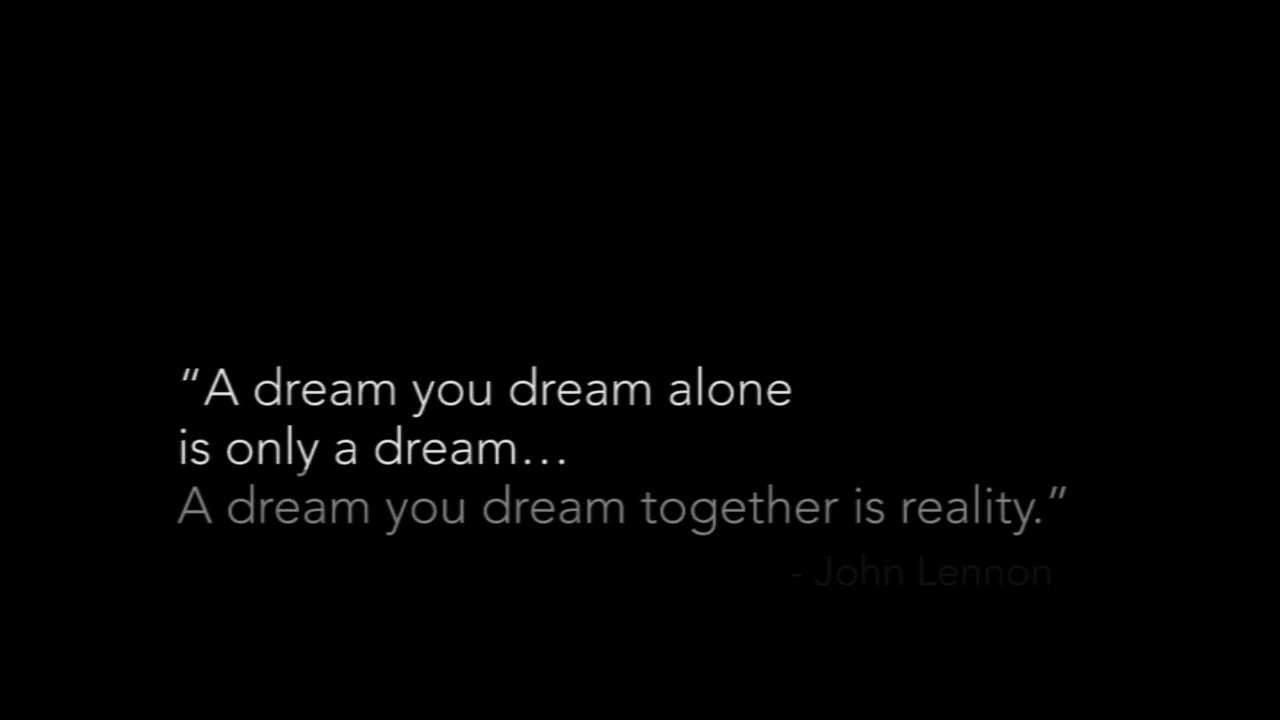 “A dream you dream alone
is only a dream…
A dream you dream together is reality.”
- John Lennon